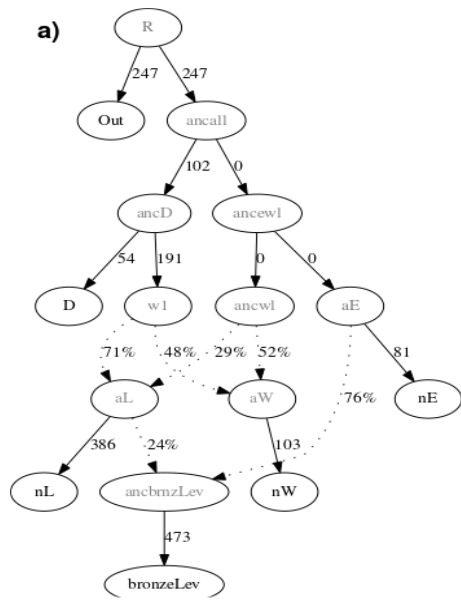 a)
R
247 247
Out ancall
102 0
ancD ancewl
54 191 0 0
D w1 ancwl aE
71% 48% 29% 52% 76% 81
aL aW nE
386 24% 103
nL ancbrnzLev nW
473
bronzeLev